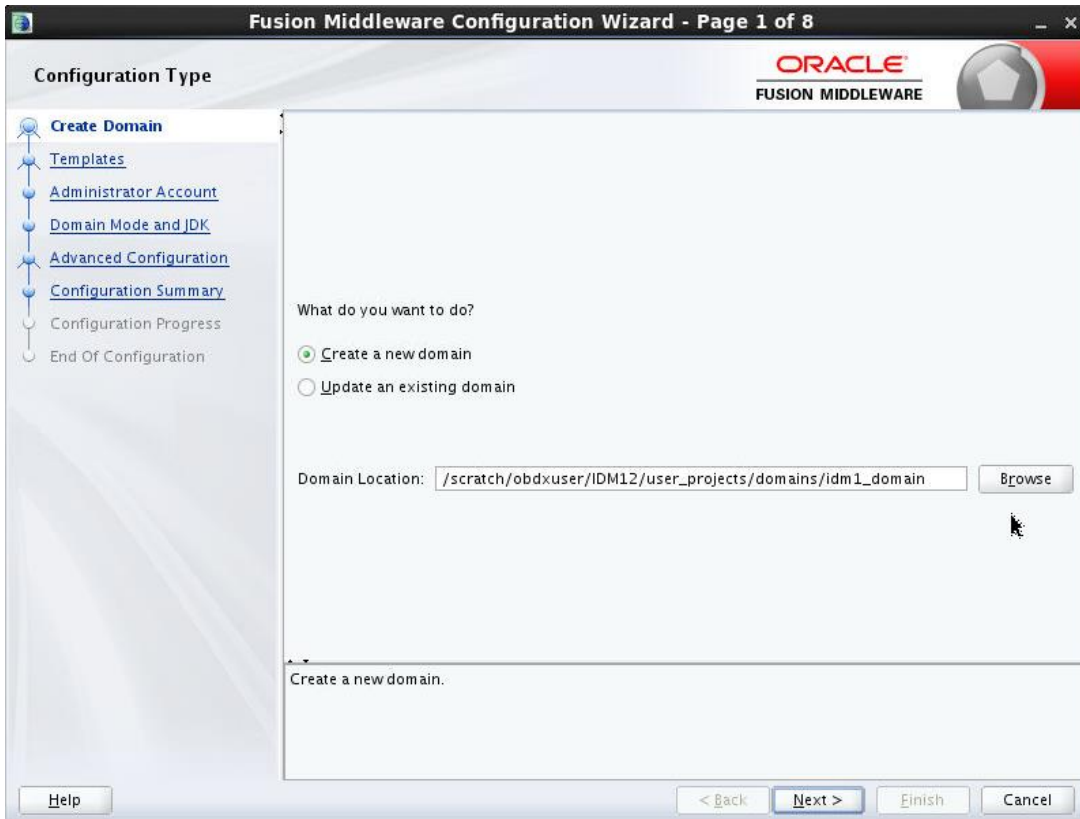 Fusion Middleware Configuration Wizard - Page 1 of 8
Configuration Type
ORACLE
FUSION MIDDLEWARE
Create Domain
Templates
Administrator Account
Domain Mode and JDK
Advanced Configuration
Configuration Summary
Configuration Progress
End Of Configuration
What do you want to do?
Create a new domain
Update an existing domain
Domain Location: /scratch/obdxuser/IDM12/user_projects/domains/idm1_domain Browse
Create a new domain.
Help < Back Next > Finish Cancel